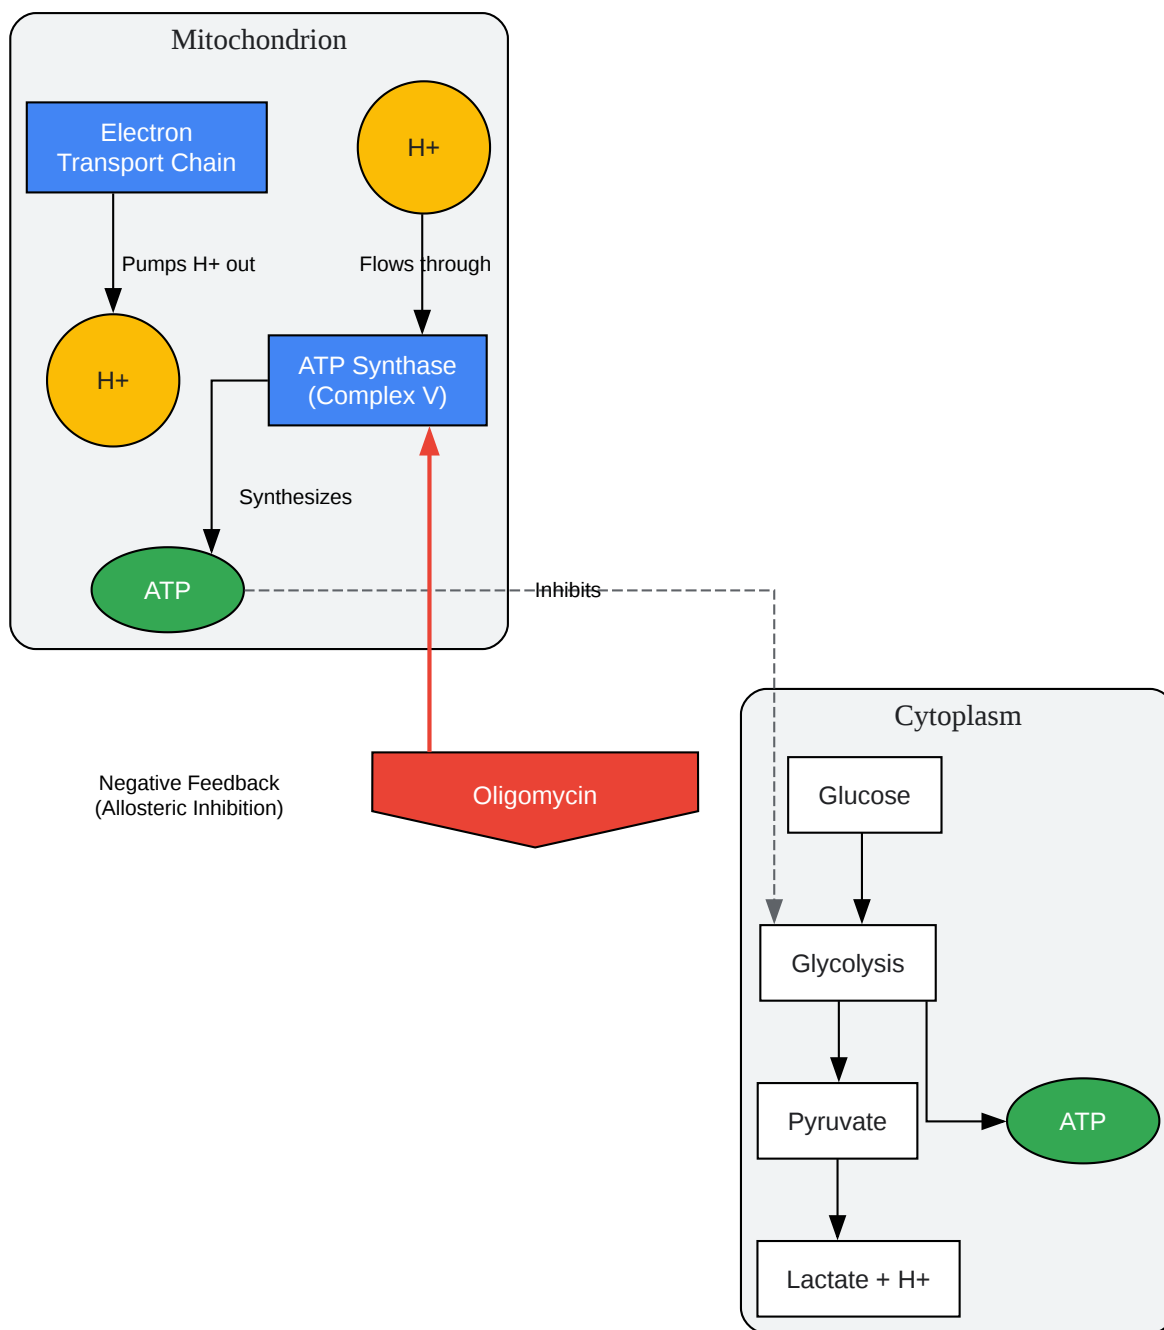 Mitochondrion
Electron
Transport Chain
H+
Pumps H+ out
Flows through
H+
ATP Synthase
(Complex V)
Synthesizes
ATP
Inhibits
Cytoplasm
Negative Feedback
(Allosteric Inhibition)
Oligomycin
Glucose
Glycolysis
Pyruvate
ATP
Lactate + H+